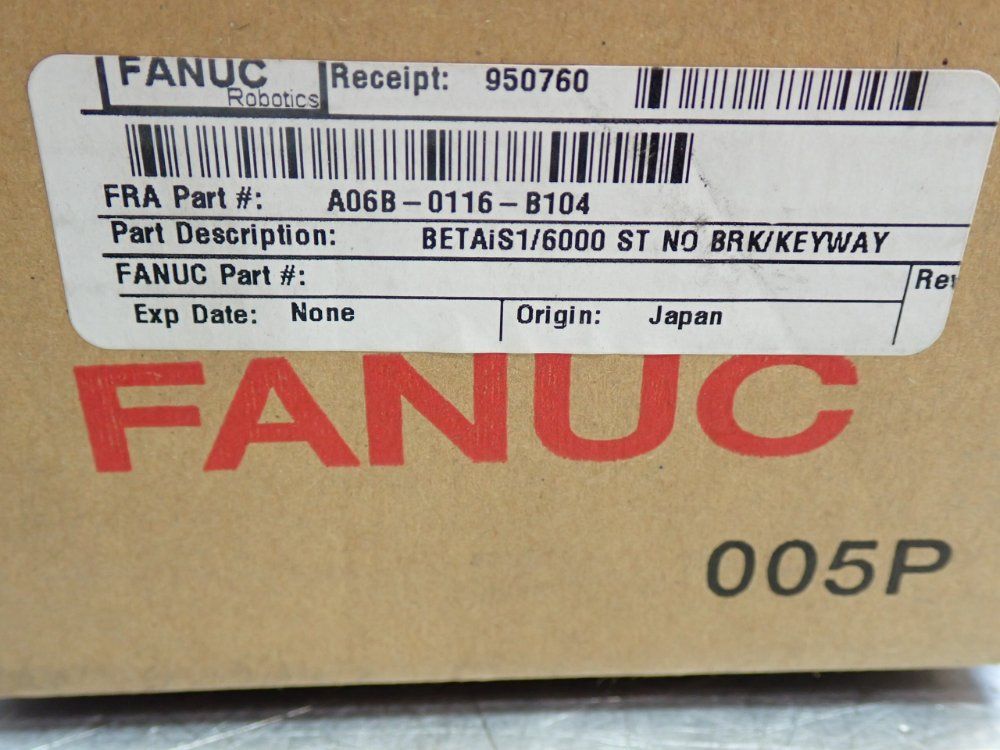 FANUC
Robotics
Receipt: 950760
FRA Part #: A06B-0116-B104
Part Description: BETAiS1/6000 ST NO BRK/KEYWAY
FANUC Part #:
Exp Date: None Origin: Japan
FANUC
005P